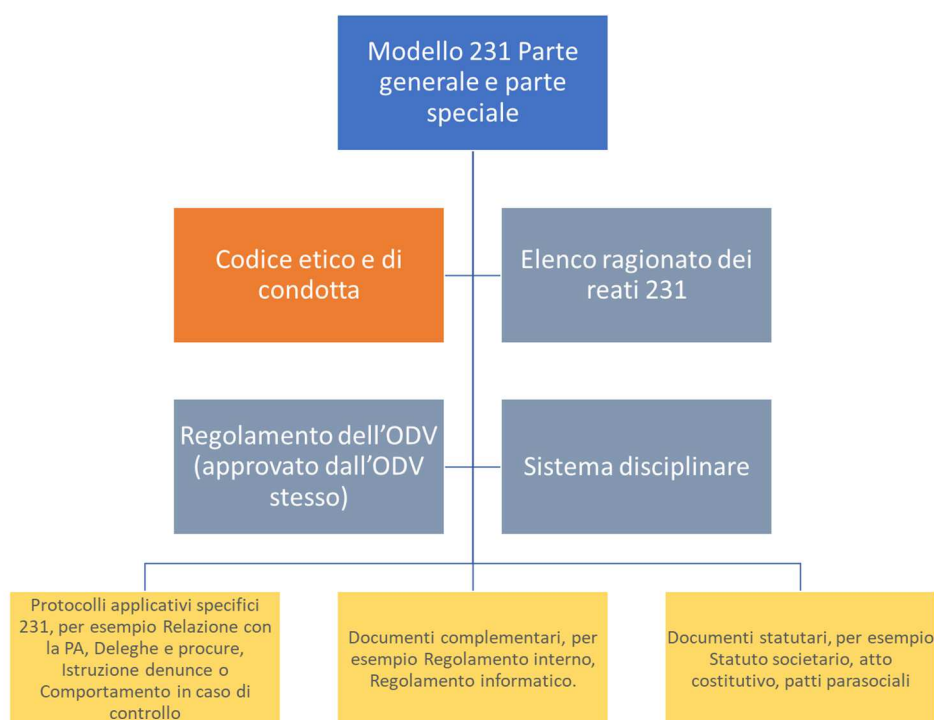 Modello 231 Parte
generale e parte
speciale
Codice etico e di
condotta
Elenco ragionato dei
reati 231
Regolamento dell'ODV
(approvato dall'ODV
stesso)
Sistema disciplinare
Protocolli applicativi specifici
231, per esempio Relazione con
la PA, Deleghe e procure,
Istruzione denunce o
Comportamento in caso di
controllo
Documenti complementari, per
esempio Regolamento interno,
Regolamento informatico.
Documenti statutari, per esempio
Statuto societario, atto
costitutivo, patti parasociali